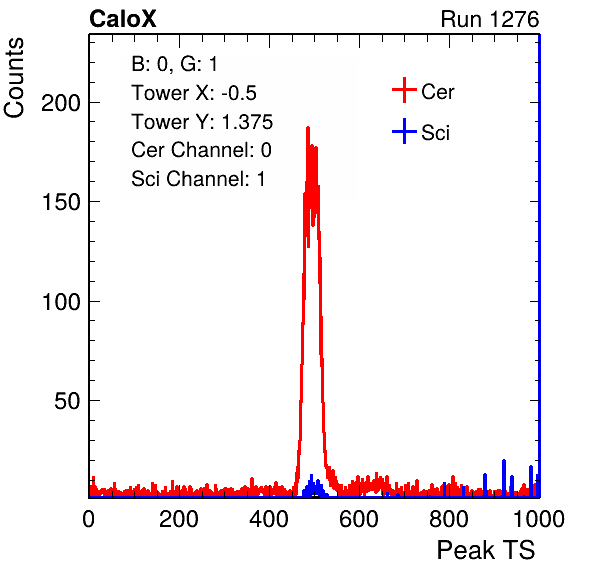 CaloX Run 1276
Counts
B: 0, G: 1
Tower X: -0.5
Tower Y: 1.375
Cer Channel: 0
Sci Channel: 1
Cer
Sci
200
150
100
50
0 200 400 600 800 1000
Peak TS